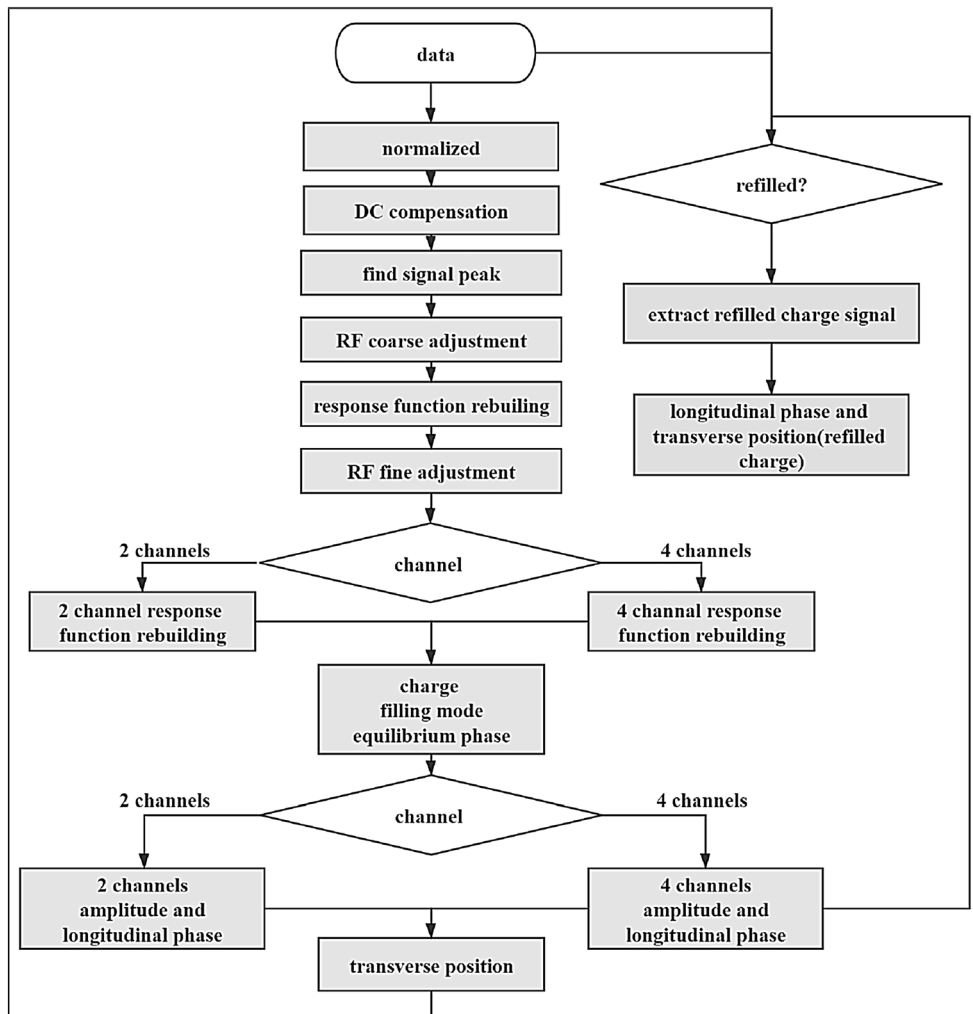 data
normalized
DC compensation
find signal peak
RF coarse adjustment
response function rebuiling
RF fine adjustment
refilled?
extract refilled charge signal
longitudinal phase and
transverse position(refilled
charge)
channel
2 channels
4 channels
2 channel response
function rebuilding
4 channal response
function rebuilding
charge
filling mode
equilibrium phase
channel
2 channels
4 channels
2 channels
amplitude and
longitudinal phase
4 channels
amplitude and
longitudinal phase
transverse position